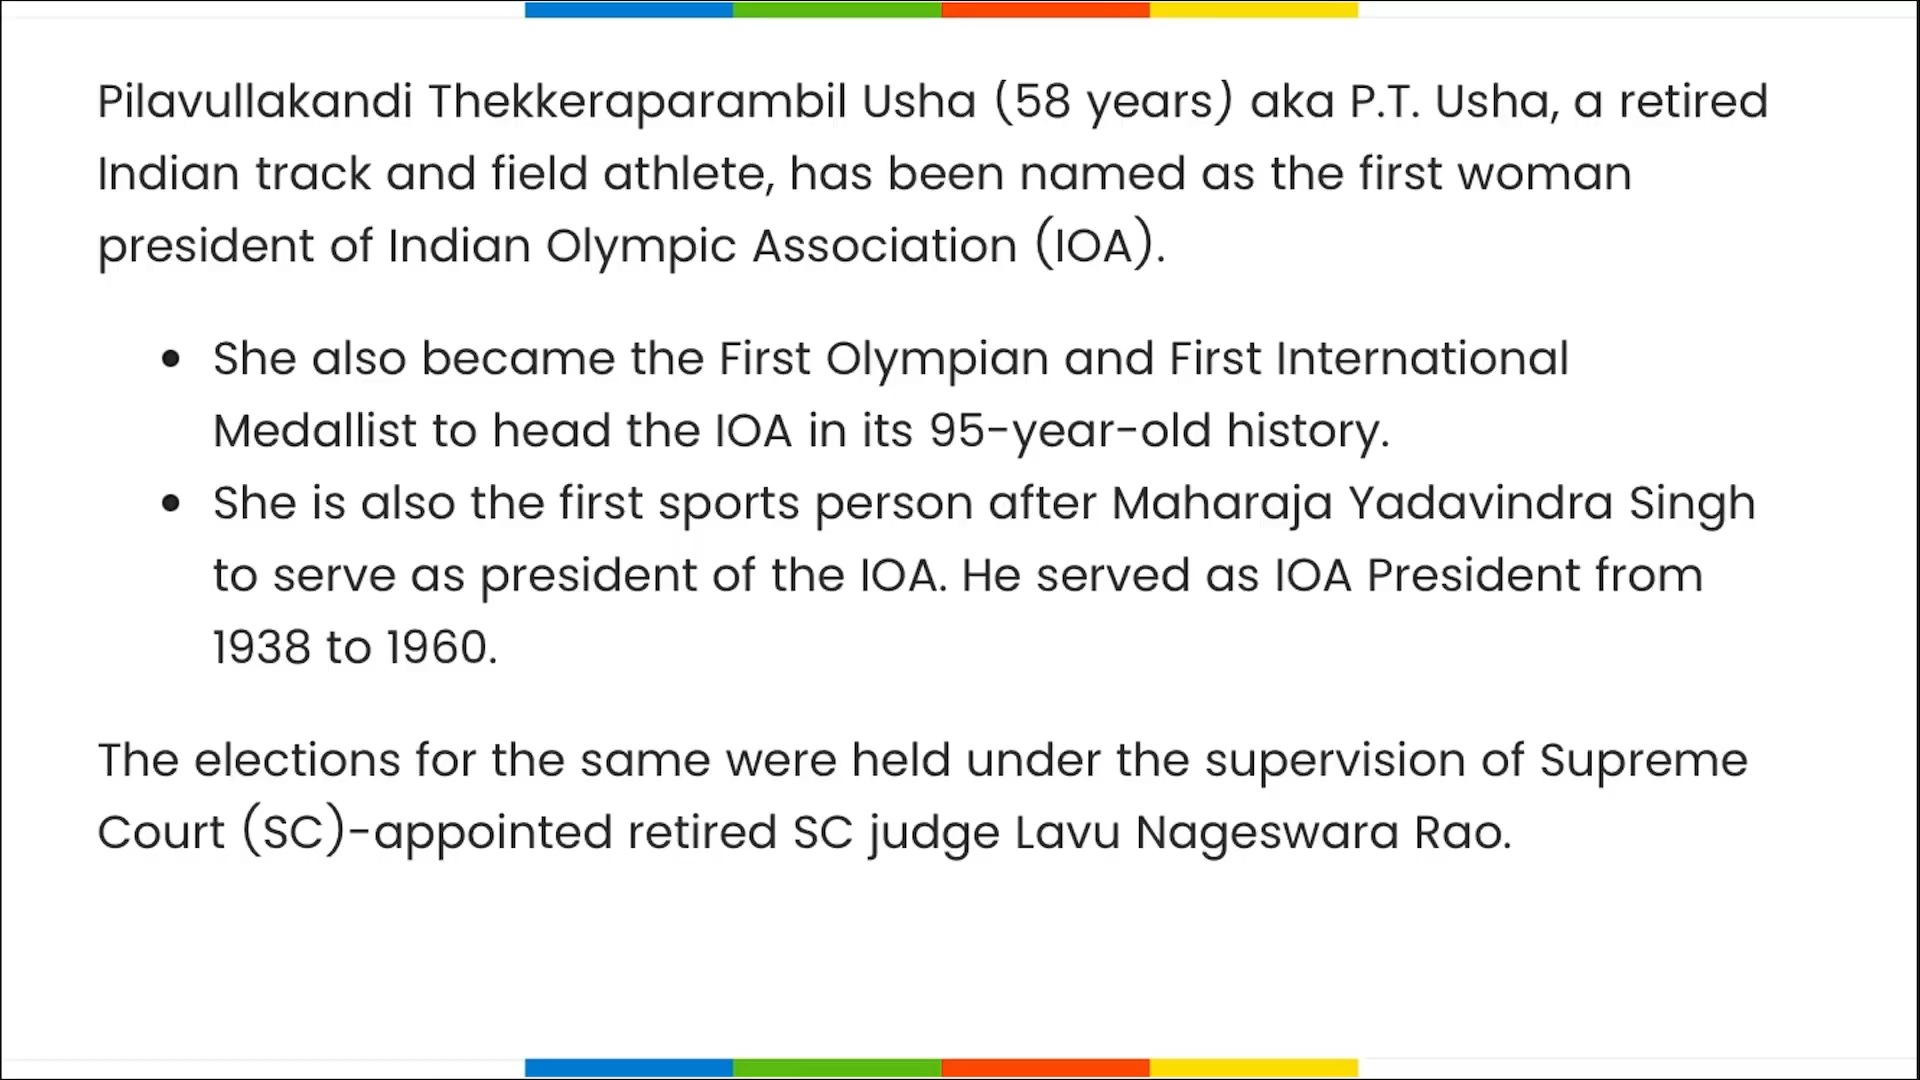 Pilavullakandi Thekkeraparambil Usha (58 years) aka P.T. Usha, a retired
Indian track and field athlete, has been named as the first woman
president of Indian Olympic Association (IOA).
• She also became the First Olympian and First International
Medallist to head the IOA in its 95-year-old history.
• She is also the first sports person after Maharaja Yadavindra Singh
to serve as president of the IOA. He served as IOA President from
1938 to 1960.
The elections for the same were held under the supervision of Supreme
Court (SC)-appointed retired SC judge Lavu Nageswara Rao.